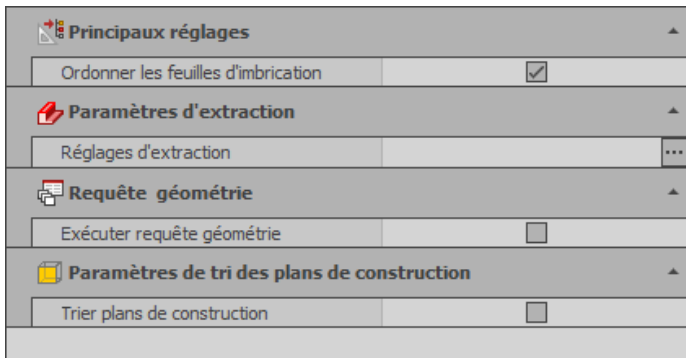 Principaux réglages
Ordonner les feuilles d'imbrication
Paramètres d'extraction
Réglages d'extraction
...
Requête géométrie
Exécuter requête géométrie
Paramètres de tri des plans de construction
Trier plans de construction